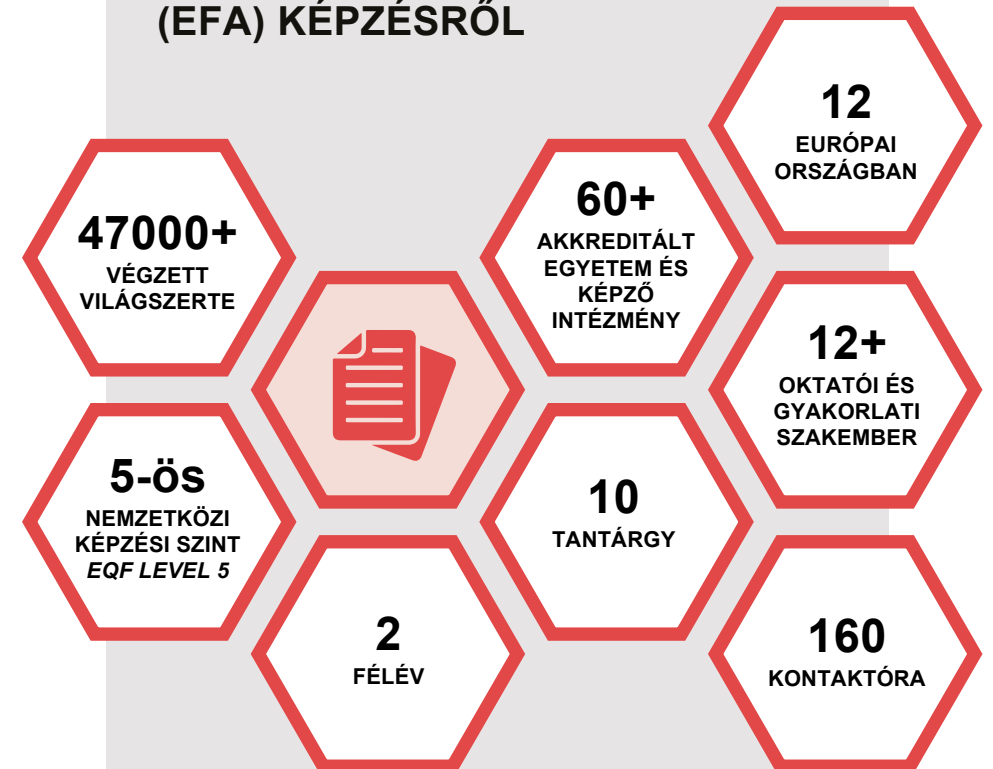 (EFA) KÉPZÉSRŐL
12
EURÓPAI
ORSZÁGBAN
47000+
VÉGZETT
VILÁGSZERTE
60+
AKKREDITÁLT
EGYETEM ÉS
KÉPZŐ
INTÉZMÉNY
12+
OKTATÓI ÉS
GYAKORLATI
SZAKEMBER
5-ös
NEMZETKÖZI
KÉPZÉSI SZINT
EQF LEVEL 5
10
TANTÁRGY
2
FÉLÉV
160
KONTAKTÓRA